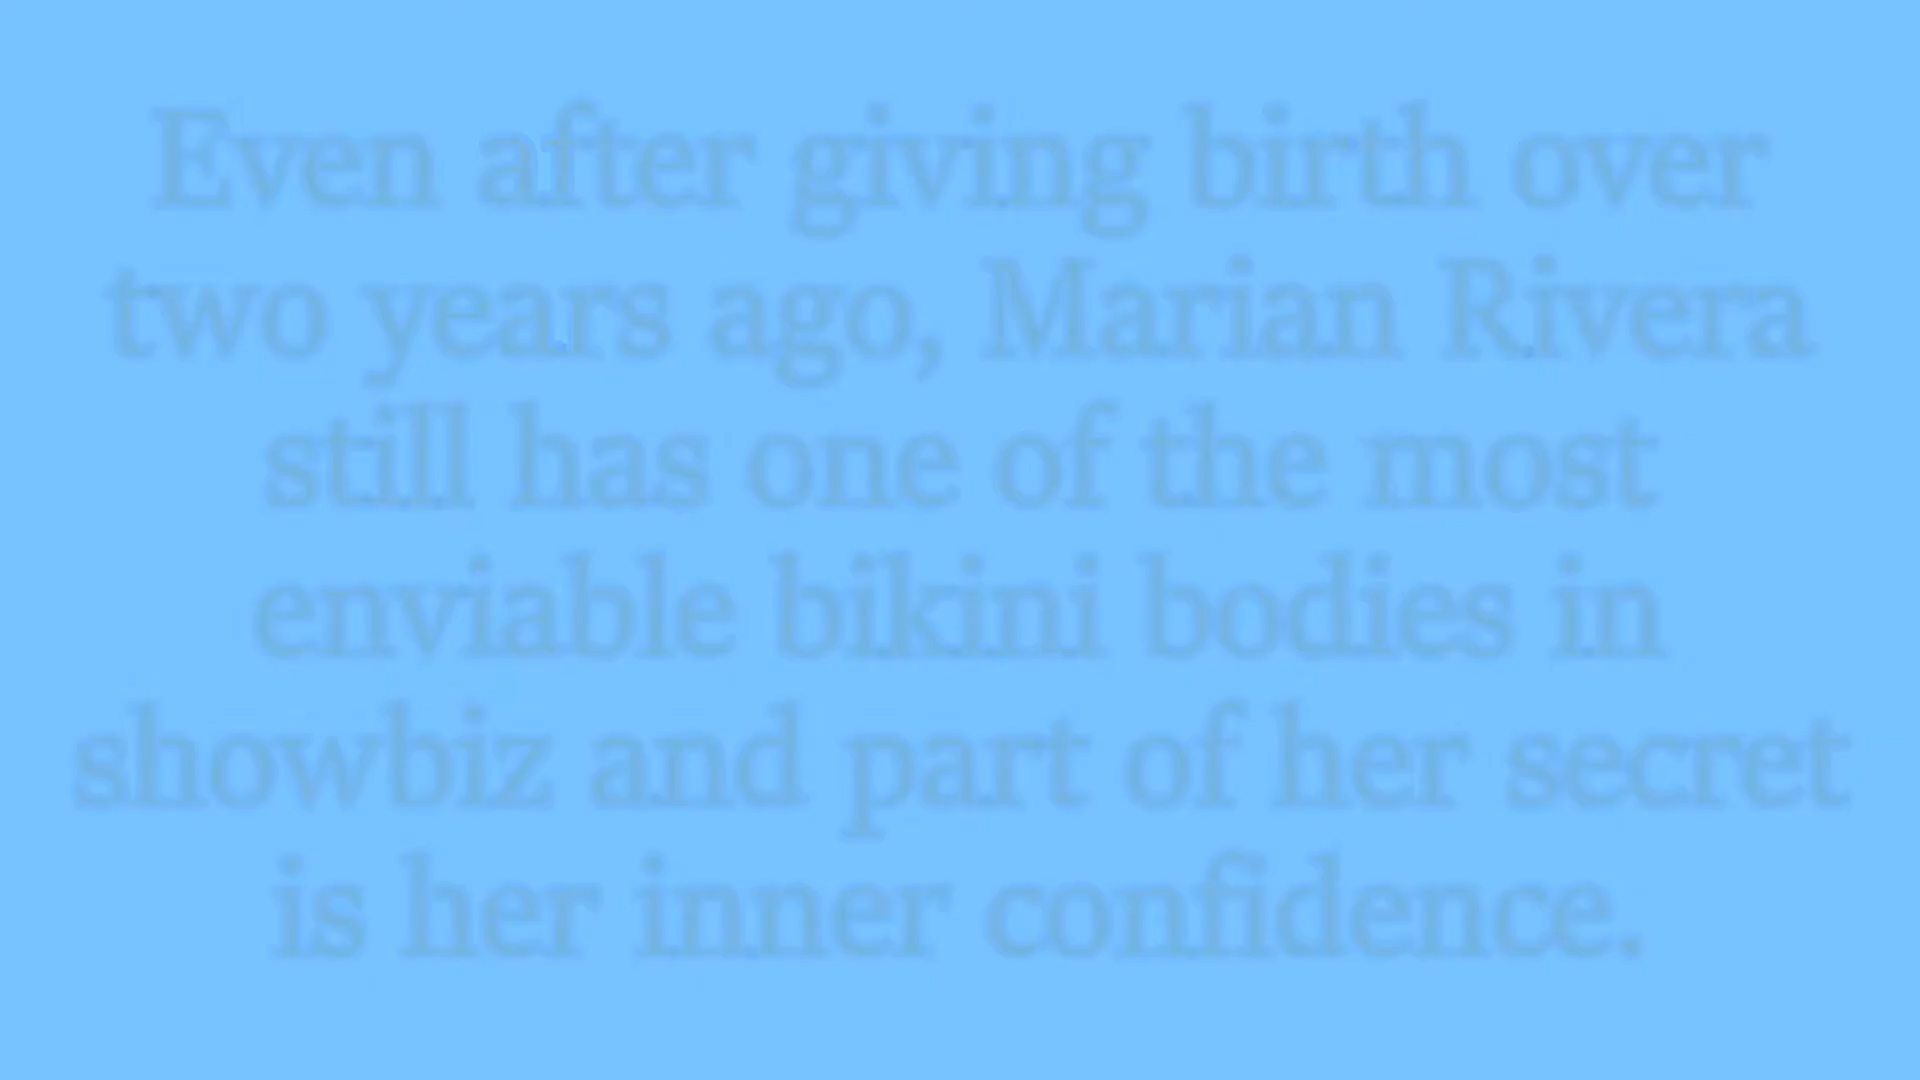 Even after giving birth over
two years ago, Marian Rivera
still has one of the most
enviable bikini bodies in
showbiz and part of her secret
is her inner confidence.